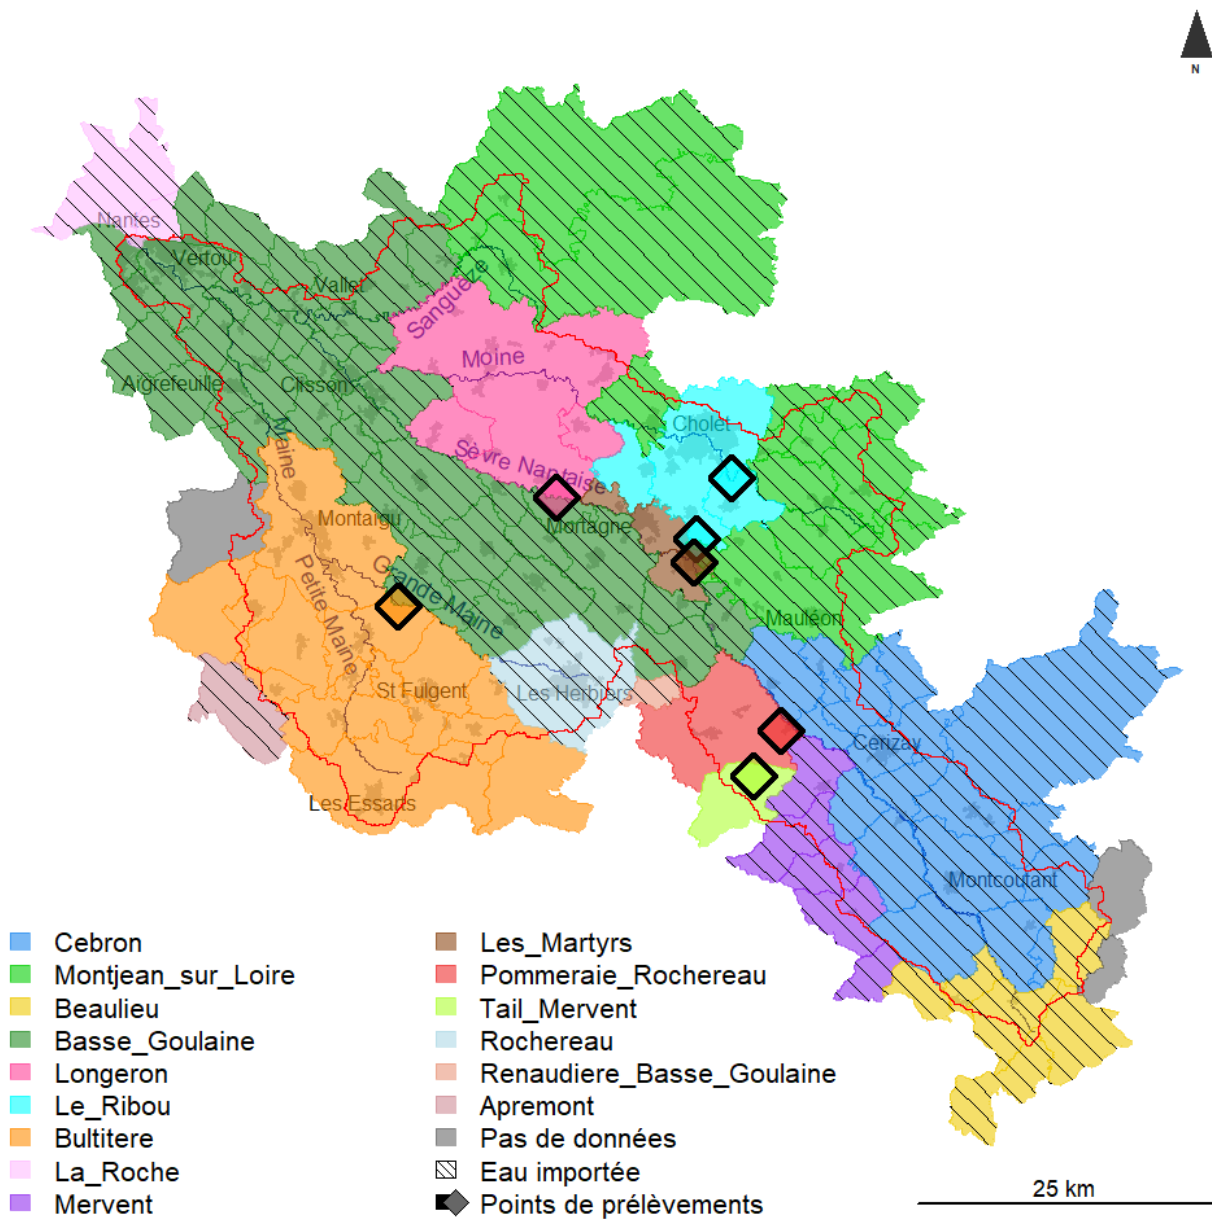 N
Nantes
Vertou
Vallet
Sanguèze
Moine
Aigrefeuille
Clisson
Cholet
Maine
Sèvre Nantaise
Montaigu
Mortagne
Petite Maine
Grande Maine
Mauléon
St Fulgent
Les Herbiers
Cerizay
Les Essarts
Montcoutant
Cebron
Montjean_sur_Loire
Beaulieu
Basse_Goulaine
Longeron
Le_Ribou
Bultitere
La_Roche
Mervent
Les_Martyrs
Pommeraie_Rochereau
Tail_Mervent
Rochereau
Renaudiere_Basse_Goulaine
Apremont
Pas de données
Eau importée
Points de prélèvements
25 km